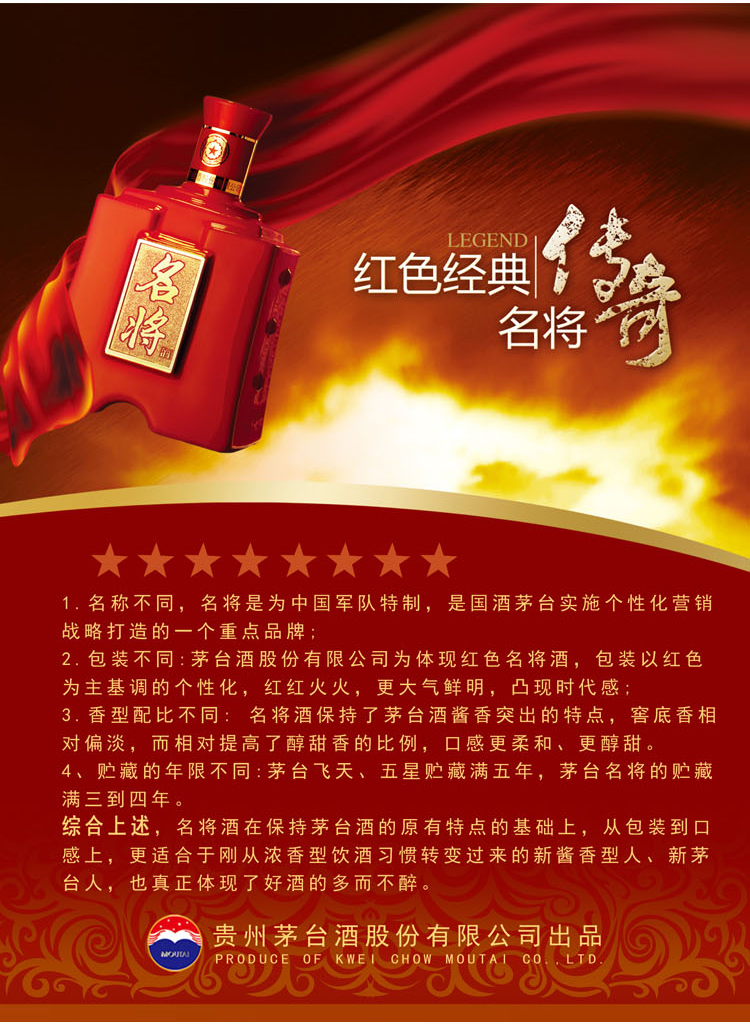 名将
酒
LEGEND
红色经典
传奇
名将
1.名称不同，名将是为中国军队特制，是国酒茅台实施个性化营销
战略打造的一个重点品牌;
2.包装不同:茅台酒股份有限公司为体现红色名将酒，包装以红色
为主基调的个性化，红红火火，更大气鲜明，凸现时代感;
3.香型配比不同: 名将酒保持了茅台酒酱香突出的特点，窖底香相
对偏淡，而相对提高了醇甜香的比例，口感更柔和、更醇甜。
4、贮藏的年限不同:茅台飞天、五星贮藏满五年，茅台名将的贮藏
满三到四年。
综合上述，名将酒在保持茅台酒的原有特点的基础上，从包装到口
感上，更适合于刚从浓香型饮酒习惯转变过来的新酱香型人、新茅
台人，也真正体现了好酒的多而不醉。
MOUTAI
贵州茅台酒股份有限公司出品
PRODUCE OF KWEI CHOW MOUTAI CO.,LTD.